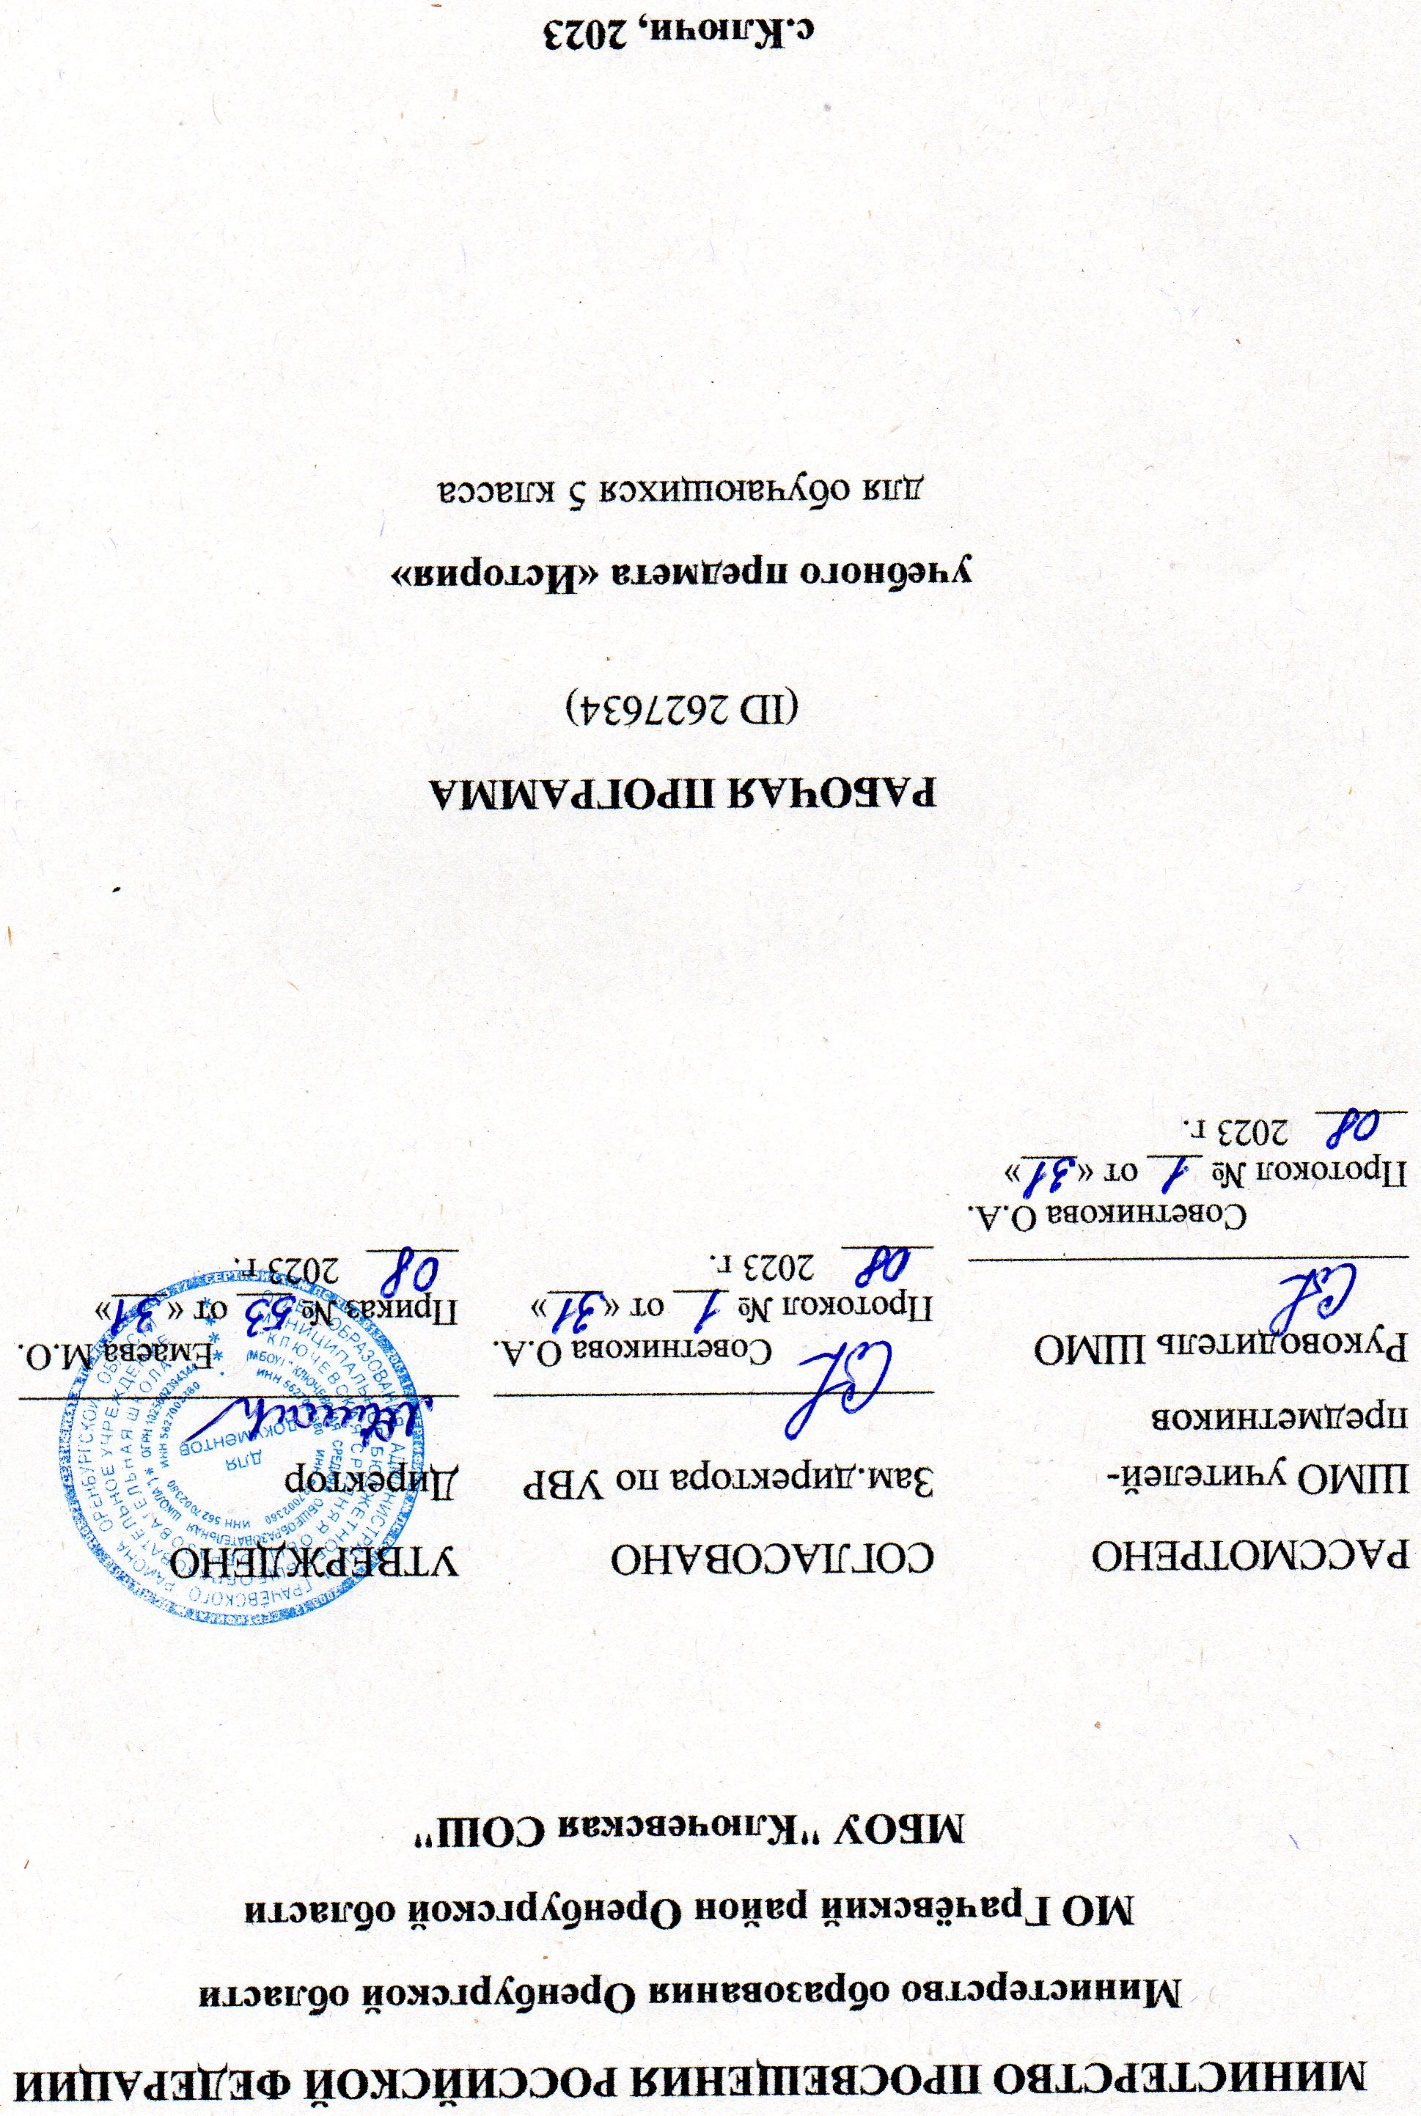 МИНИСТЕРСТВО ПРОСВЕЩЕНИЯ РОССИЙСКОЙ ФЕДЕРАЦИИ
Министерство образования Оренбургской области
МО Грачёвский район Оренбургской области
МБОУ "Ключевская СОШ"
РАССМОТРЕНО
ШМО учителей-
предметников
Руководитель ШМО
Советникова О.А.
Протокол № 1 от «31»
08 2023 г.
СОГЛАСОВАНО
Зам.директора по УВР
Советникова О.А.
Протокол № 1 от «31»
08 2023 г.
УТВЕРЖДЕНО
Директор
Емаева М.О.
Приказ № 53 от «31»
08 2023 г.
ДЛЯ
ДОКУМЕНТОВ
РАБОЧАЯ ПРОГРАММА
(ID 2627634)
учебного предмета «История»
для обучающихся 5 класса
с.Ключи, 2023